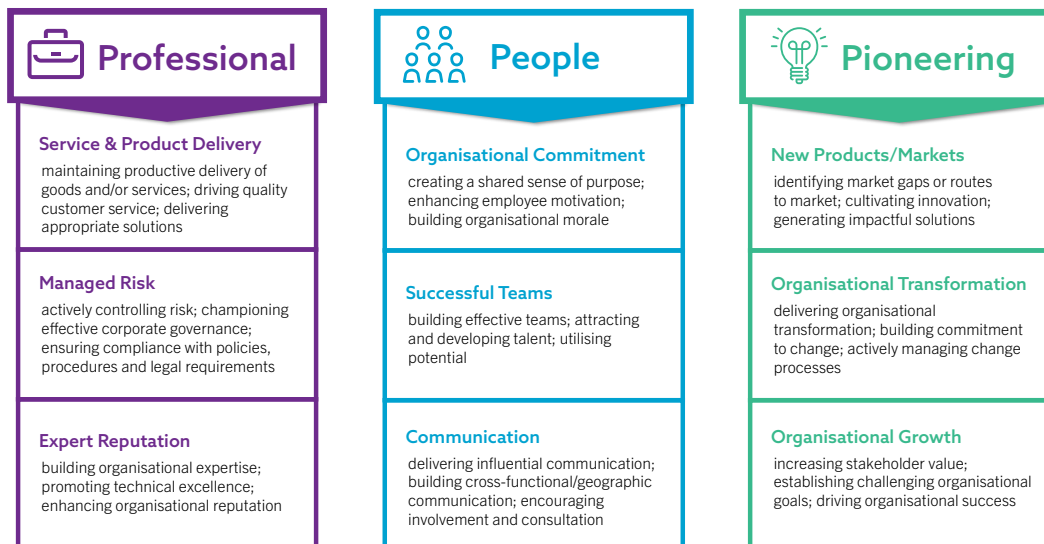 Professional
Service & Product Delivery
maintaining productive delivery of
goods and/or services; driving quality
customer service; delivering
appropriate solutions
Managed Risk
actively controlling risk; championing
effective corporate governance;
ensuring compliance with policies,
procedures and legal requirements
Expert Reputation
building organisational expertise;
promoting technical excellence;
enhancing organisational reputation
People
Organisational Commitment
creating a shared sense of purpose;
enhancing employee motivation;
building organisational morale
Successful Teams
building effective teams; attracting
and developing talent; utilising
potential
Communication
delivering influential communication;
building cross-functional/geographic
communication; encouraging
involvement and consultation
Pioneering
New Products/Markets
identifying market gaps or routes
to market; cultivating innovation;
generating impactful solutions
Organisational Transformation
delivering organisational
transformation; building commitment
to change; actively managing change
processes
Organisational Growth
increasing stakeholder value;
establishing challenging organisational
goals; driving organisational success